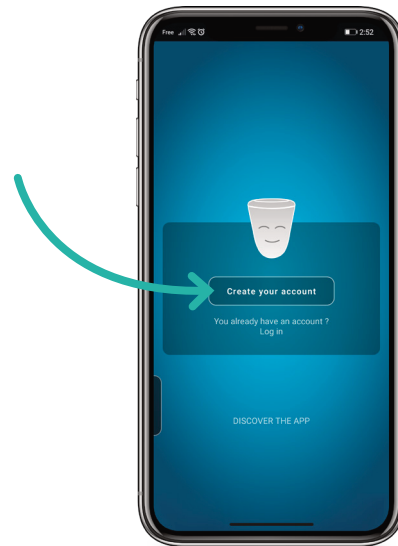 Free 2:52
Create your account
You already have an account ?
Log in
DISCOVER THE APP